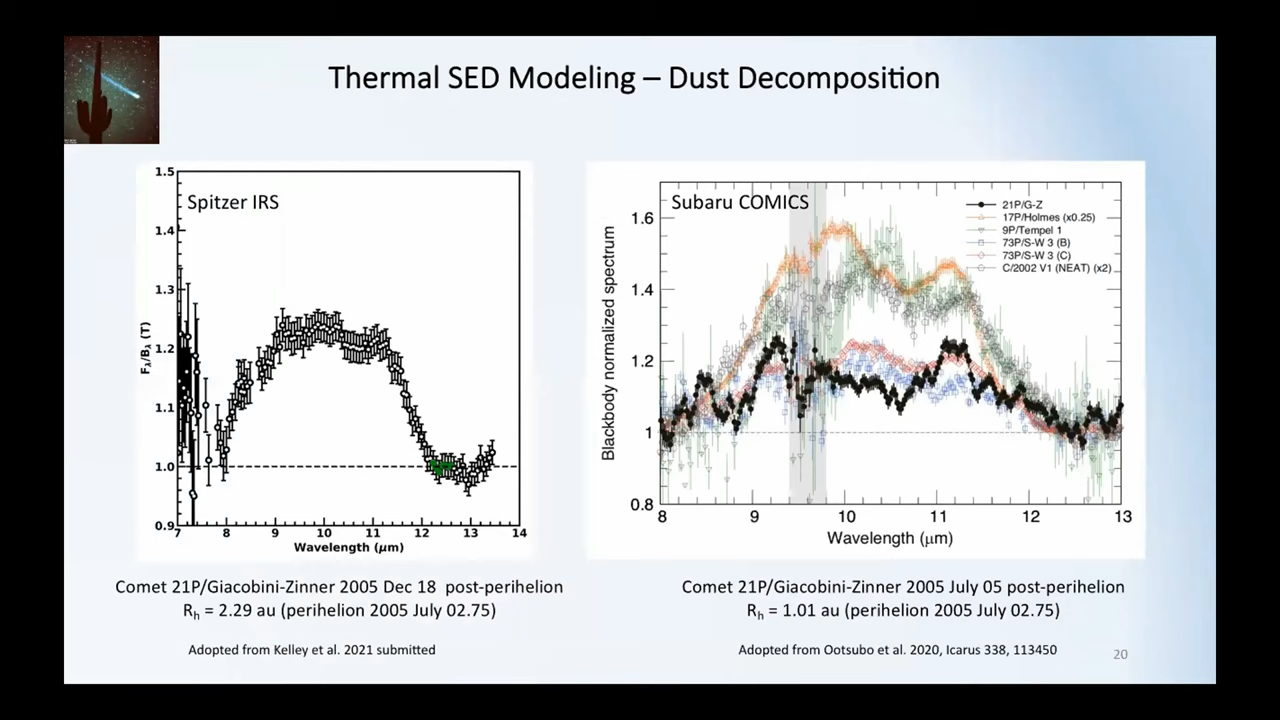 Thermal SED Modeling – Dust Decomposition
Spitzer IRS
1.5
1.4
1.3
1.2
1.1
1.0
0.9
Fλ/Bλ (T)
7 8 9 10 11 12 13 14
Wavelength (μm)
Subaru COMICS
21P/G-Z
17P/Holmes (x0.25)
9P/Tempel 1
73P/S-W 3 (B)
73P/S-W 3 (C)
C/2002 V1 (NEAT) (x2)
1.6
1.4
1.2
1
0.8
Blackbody normalized spectrum
8 9 10 11 12 13
Wavelength (μm)
Comet 21P/Giacobini-Zinner 2005 Dec 18 post-perihelion
Rh = 2.29 au (perihelion 2005 July 02.75)
Adopted from Kelley et al. 2021 submitted
Comet 21P/Giacobini-Zinner 2005 July 05 post-perihelion
Rh = 1.01 au (perihelion 2005 July 02.75)
Adopted from Ootsubo et al. 2020, Icarus 338, 113450
20